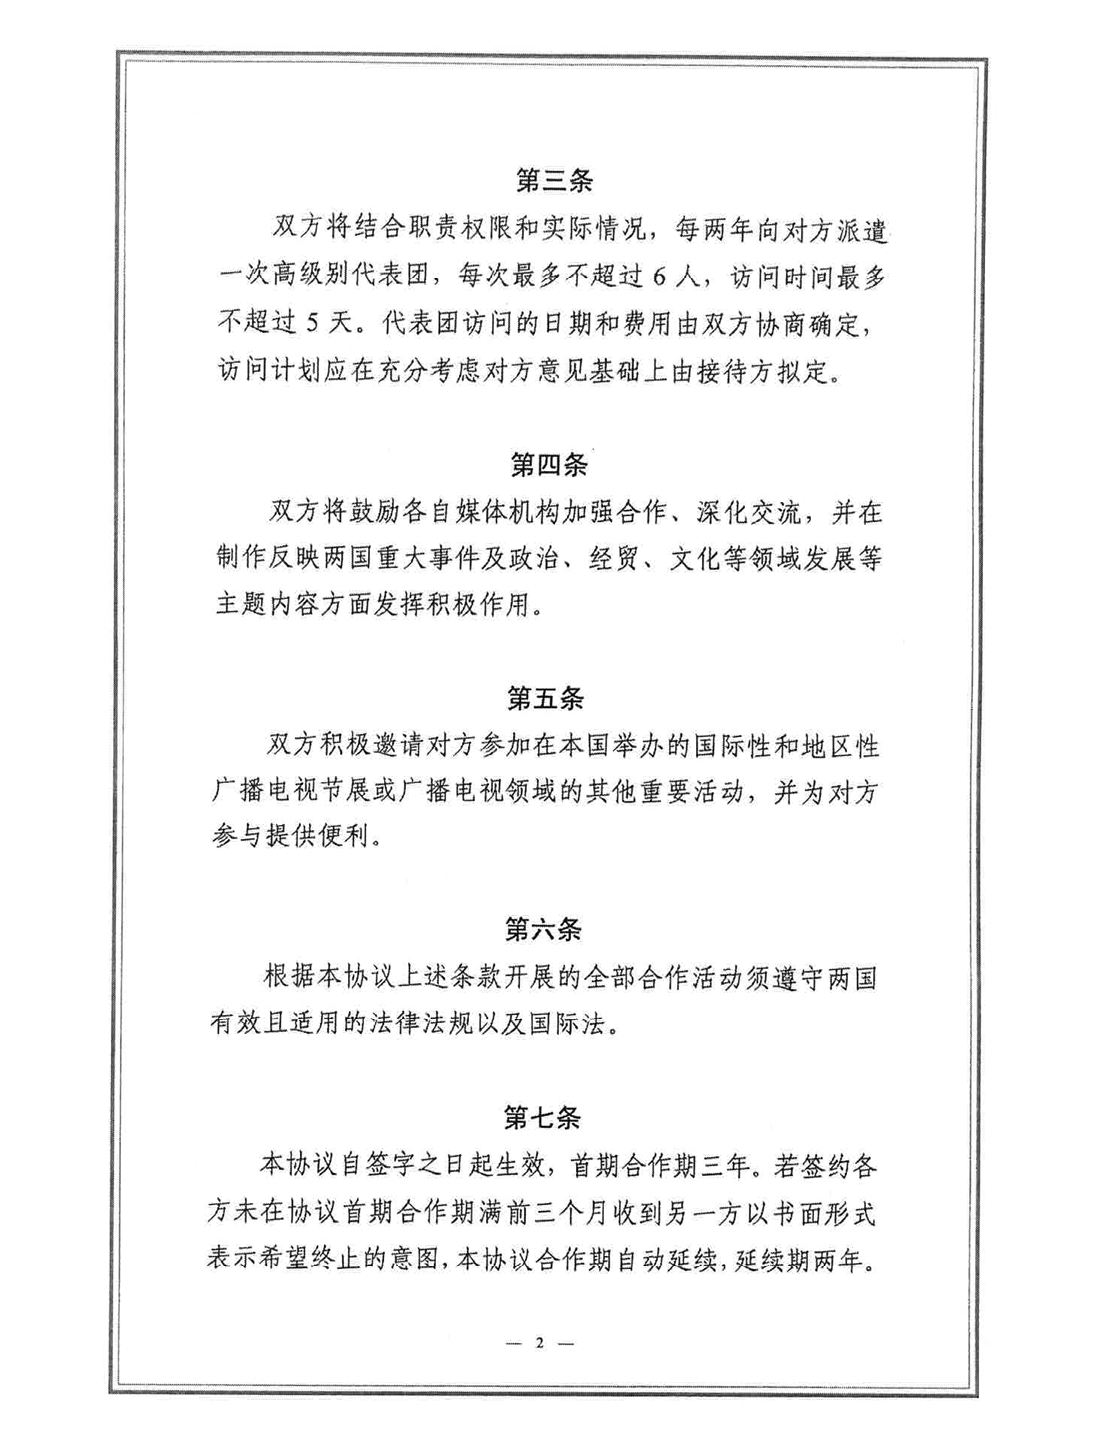 第三条
双方将结合职责权限和实际情况，每两年向对方派遣
一次高级别代表团，每次最多不超过 6 人，访问时间最多
不超过 5 天。代表团访问的日期和费用由双方协商确定，
访问计划应在充分考虑对方意见基础上由接待方拟定。
第四条
双方将鼓励各自媒体机构加强合作、深化交流，并在
制作反映两国重大事件及政治、经贸、文化等领域发展等
主题内容方面发挥积极作用。
第五条
双方积极邀请对方参加在本国举办的国际性和地区性
广播电视节展或广播电视领域的其他重要活动，并为对方
参与提供便利。
第六条
根据本协议上述条款开展的全部合作活动须遵守两国
有效且适用的法律法规以及国际法。
第七条
本协议自签字之日起生效，首期合作期三年。若签约各
方未在协议首期合作期满前三个月收到另一方以书面形式
表示希望终止的意图，本协议合作期自动延续，延续期两年。
— 2 —